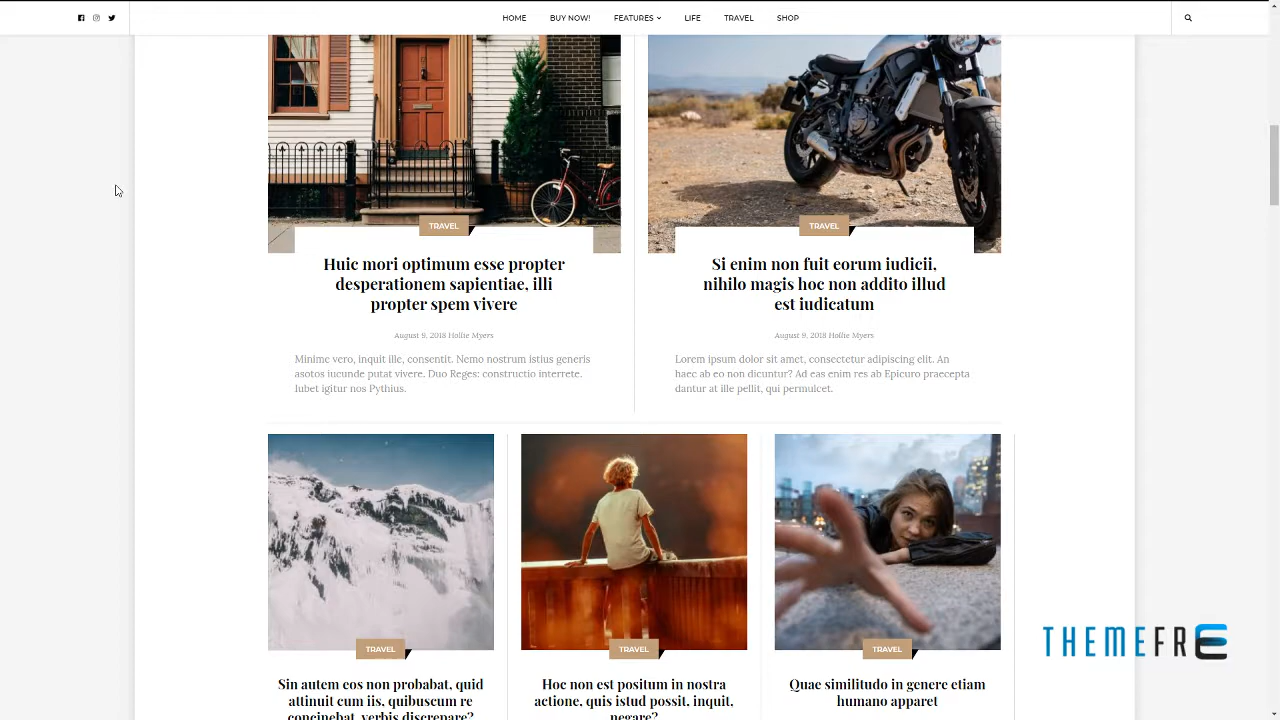 HOME BUY NOW! FEATURES LIFE TRAVEL SHOP
TRAVEL
Huic mori optimum esse propter
desperationem sapientiae, illi
propter spem vivere
August 9, 2018 Hollie Myers
Minime vero, inquit ille, consentit. Nemo nostrum istius generis
asotos iucunde putat vivere. Duo Reges: constructio interrete.
Iubet igitur nos Pythius.
TRAVEL
Si enim non fuit eorum iudicii,
nihilo magis hoc non addito illud
est iudicatum
August 9, 2018 Hollie Myers
Lorem ipsum dolor sit amet, consectetur adipiscing elit. An
haec ab eo non dicuntur? Ad eas enim res ab Epicuro praecepta
dantur at ille pellit, qui permulcet.
TRAVEL
Sin autem eos non probabat, quid
attinuit cum iis, quibuscum re
concinebat, verbis discrepare?
TRAVEL
Hoc non est positum in nostra
actione, quis istud possit, inquit,
negare?
TRAVEL
Quae similitudo in genere etiam
humano apparet
THEMEFRE